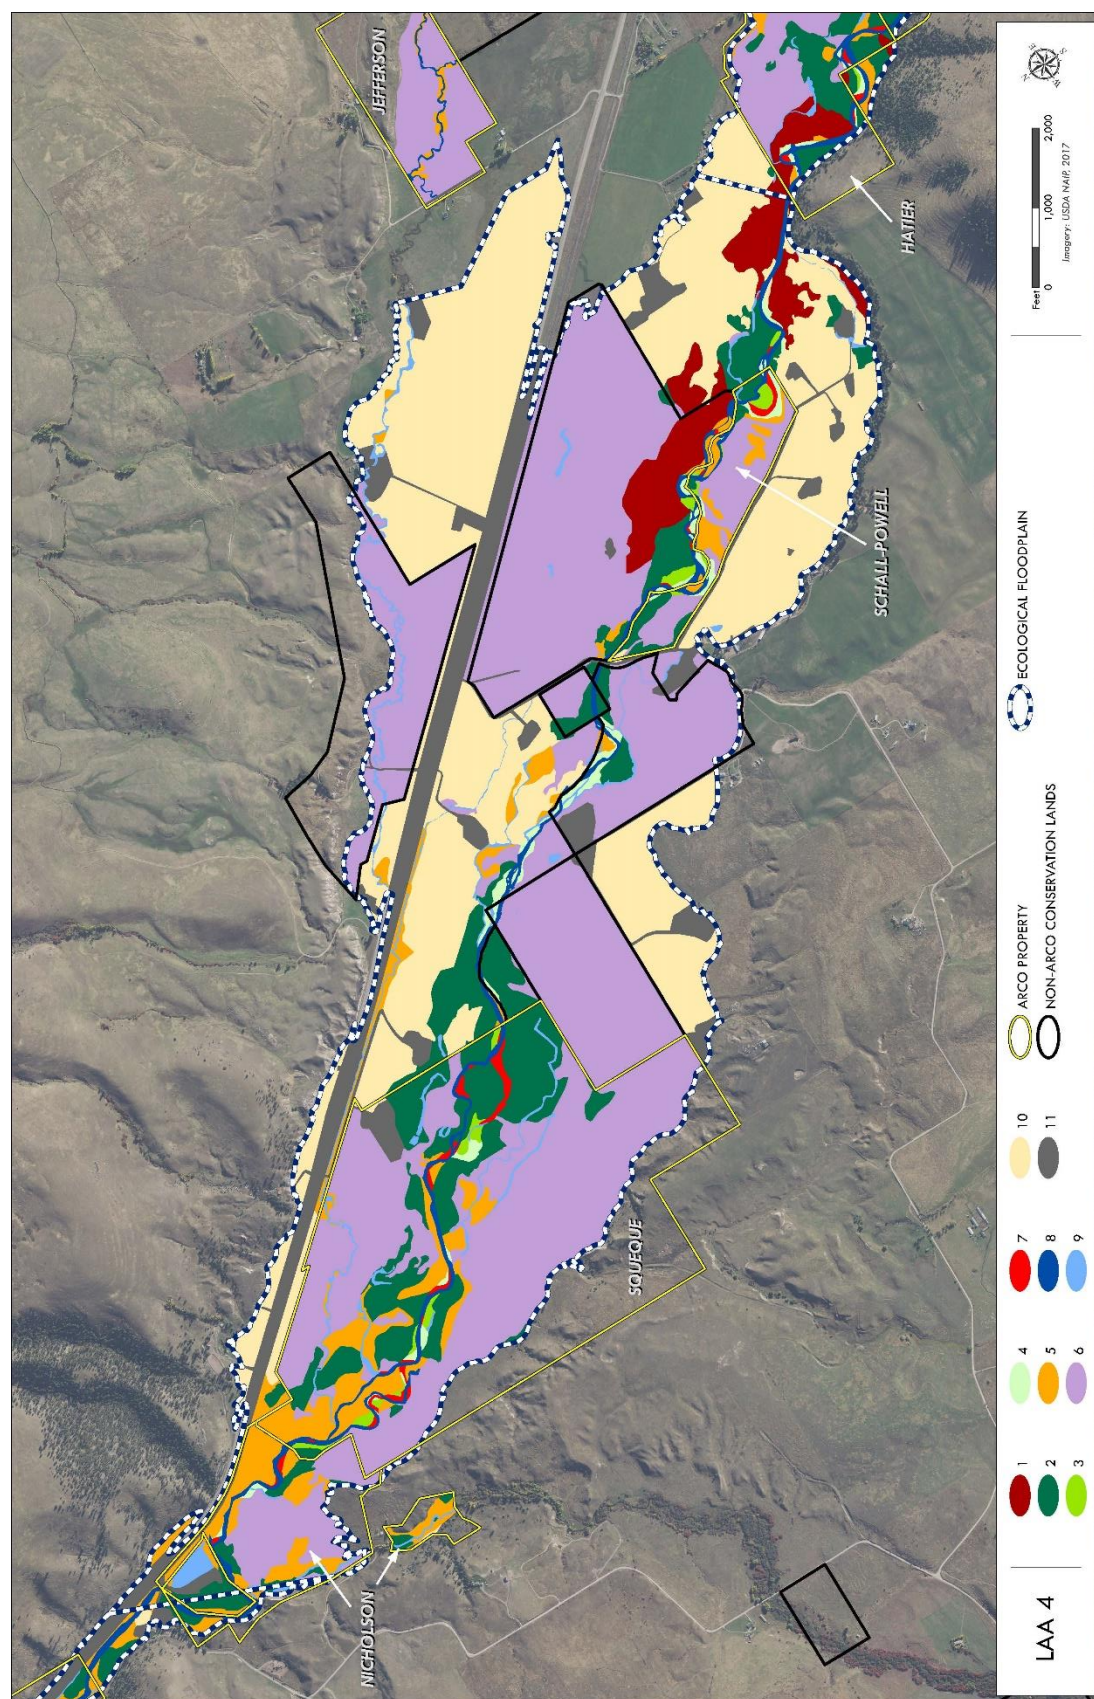 JEFFERSON
HATIER
SCHALL-POWELL
SQUEQUE
NICHOLSON
LAA 4
1
2
3
4
5
6
7
8
9
10
11
ARCO PROPERTY
NON-ARCO CONSERVATION LANDS
ECOLOGICAL FLOODPLAIN
Feet
0 1,000 2,000
Imagery: USDA NAIP, 2017
N
E
S
W